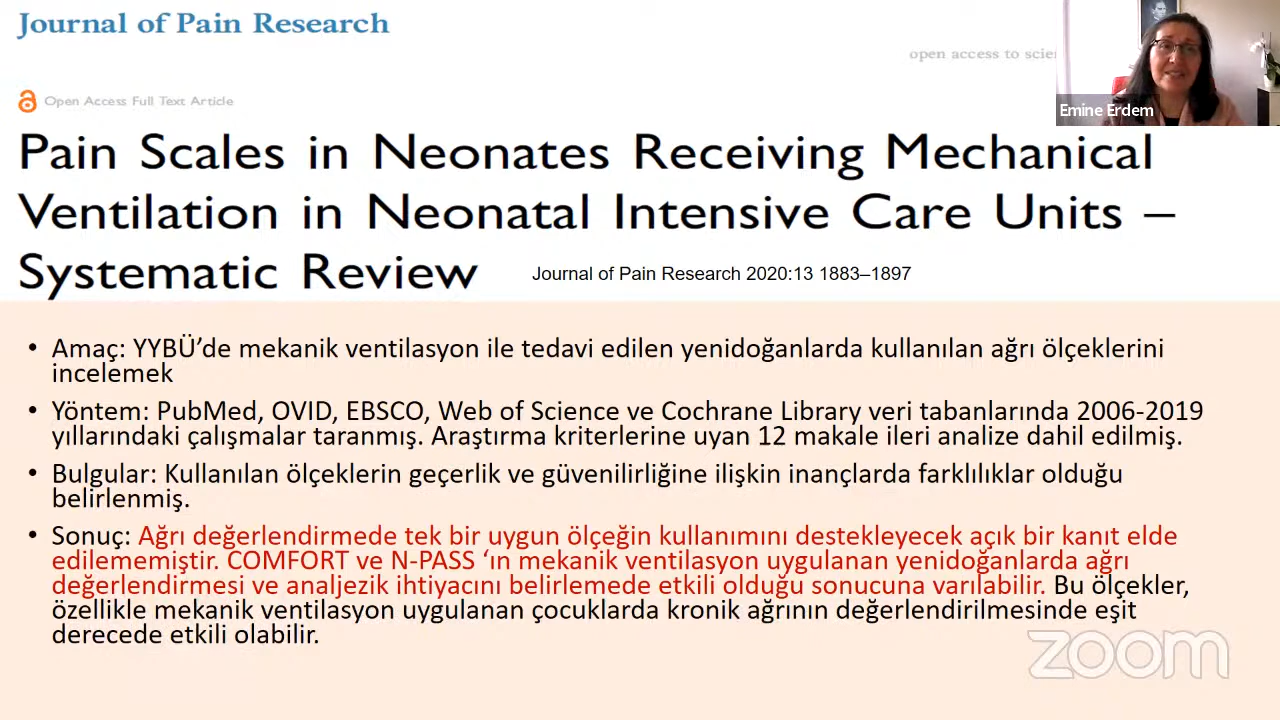 Journal of Pain Research
open access to scien
Emine Erdem
Open Access Full Text Article
Pain Scales in Neonates Receiving Mechanical
Ventilation in Neonatal Intensive Care Units –
Systematic Review
Journal of Pain Research 2020:13 1883–1897
• Amaç: YYBÜ’de mekanik ventilasyon ile tedavi edilen yenidoğanlarda kullanılan ağrı ölçeklerini
incelemek
• Yöntem: PubMed, OVID, EBSCO, Web of Science ve Cochrane Library veri tabanlarında 2006-2019
yıllarındaki çalışmalar taranmış. Araştırma kriterlerine uyan 12 makale ileri analize dahil edilmiş.
• Bulgular: Kullanılan ölçeklerin geçerlik ve güvenilirliğine ilişkin inançlarda farklılıklar olduğu
belirlenmiş.
• Sonuç: Ağrı değerlendirmede tek bir uygun ölçeğin kullanımını destekleyecek açık bir kanıt elde
edilememiştir. COMFORT ve N-PASS ‘ın mekanik ventilasyon uygulanan yenidoğanlarda ağrı
değerlendirmesi ve analjezik ihtiyacını belirlemede etkili olduğu sonucuna varılabilir. Bu ölçekler,
özellikle mekanik ventilasyon uygulanan çocuklarda kronik ağrının değerlendirilmesinde eşit
derecede etkili olabilir.
zoom